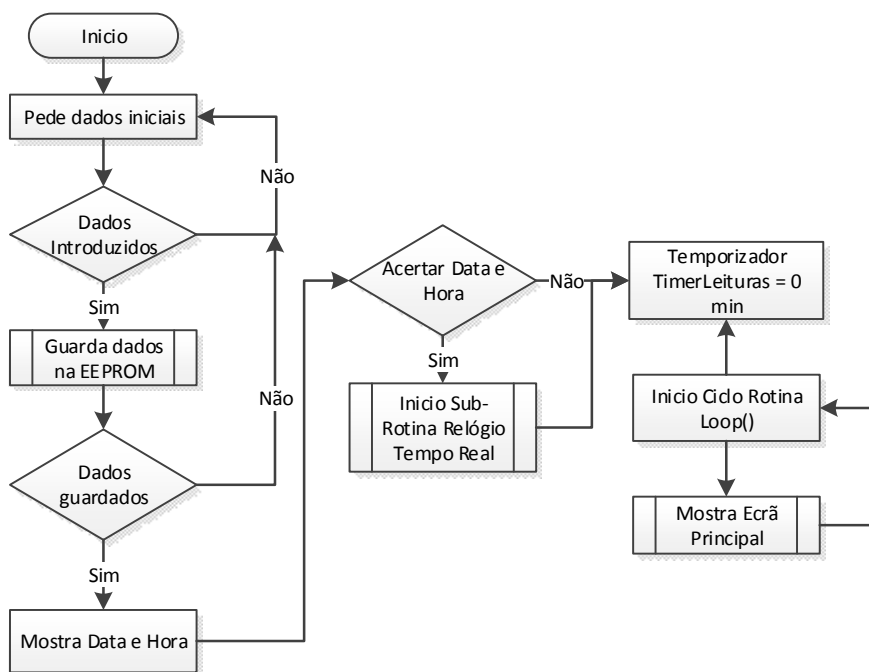 Inicio
Pede dados iniciais
Não
Dados
Introduzidos
Sim
Guarda dados
na EEPROM
Não
Dados
guardados
Sim
Mostra Data e Hora
Acertar Data e
Hora
Não
Sim
Inicio Sub-
Rotina Relógio
Tempo Real
Temporizador
TimerLeituras = 0
min
Inicio Ciclo Rotina
Loop()
Mostra Ecrã
Principal